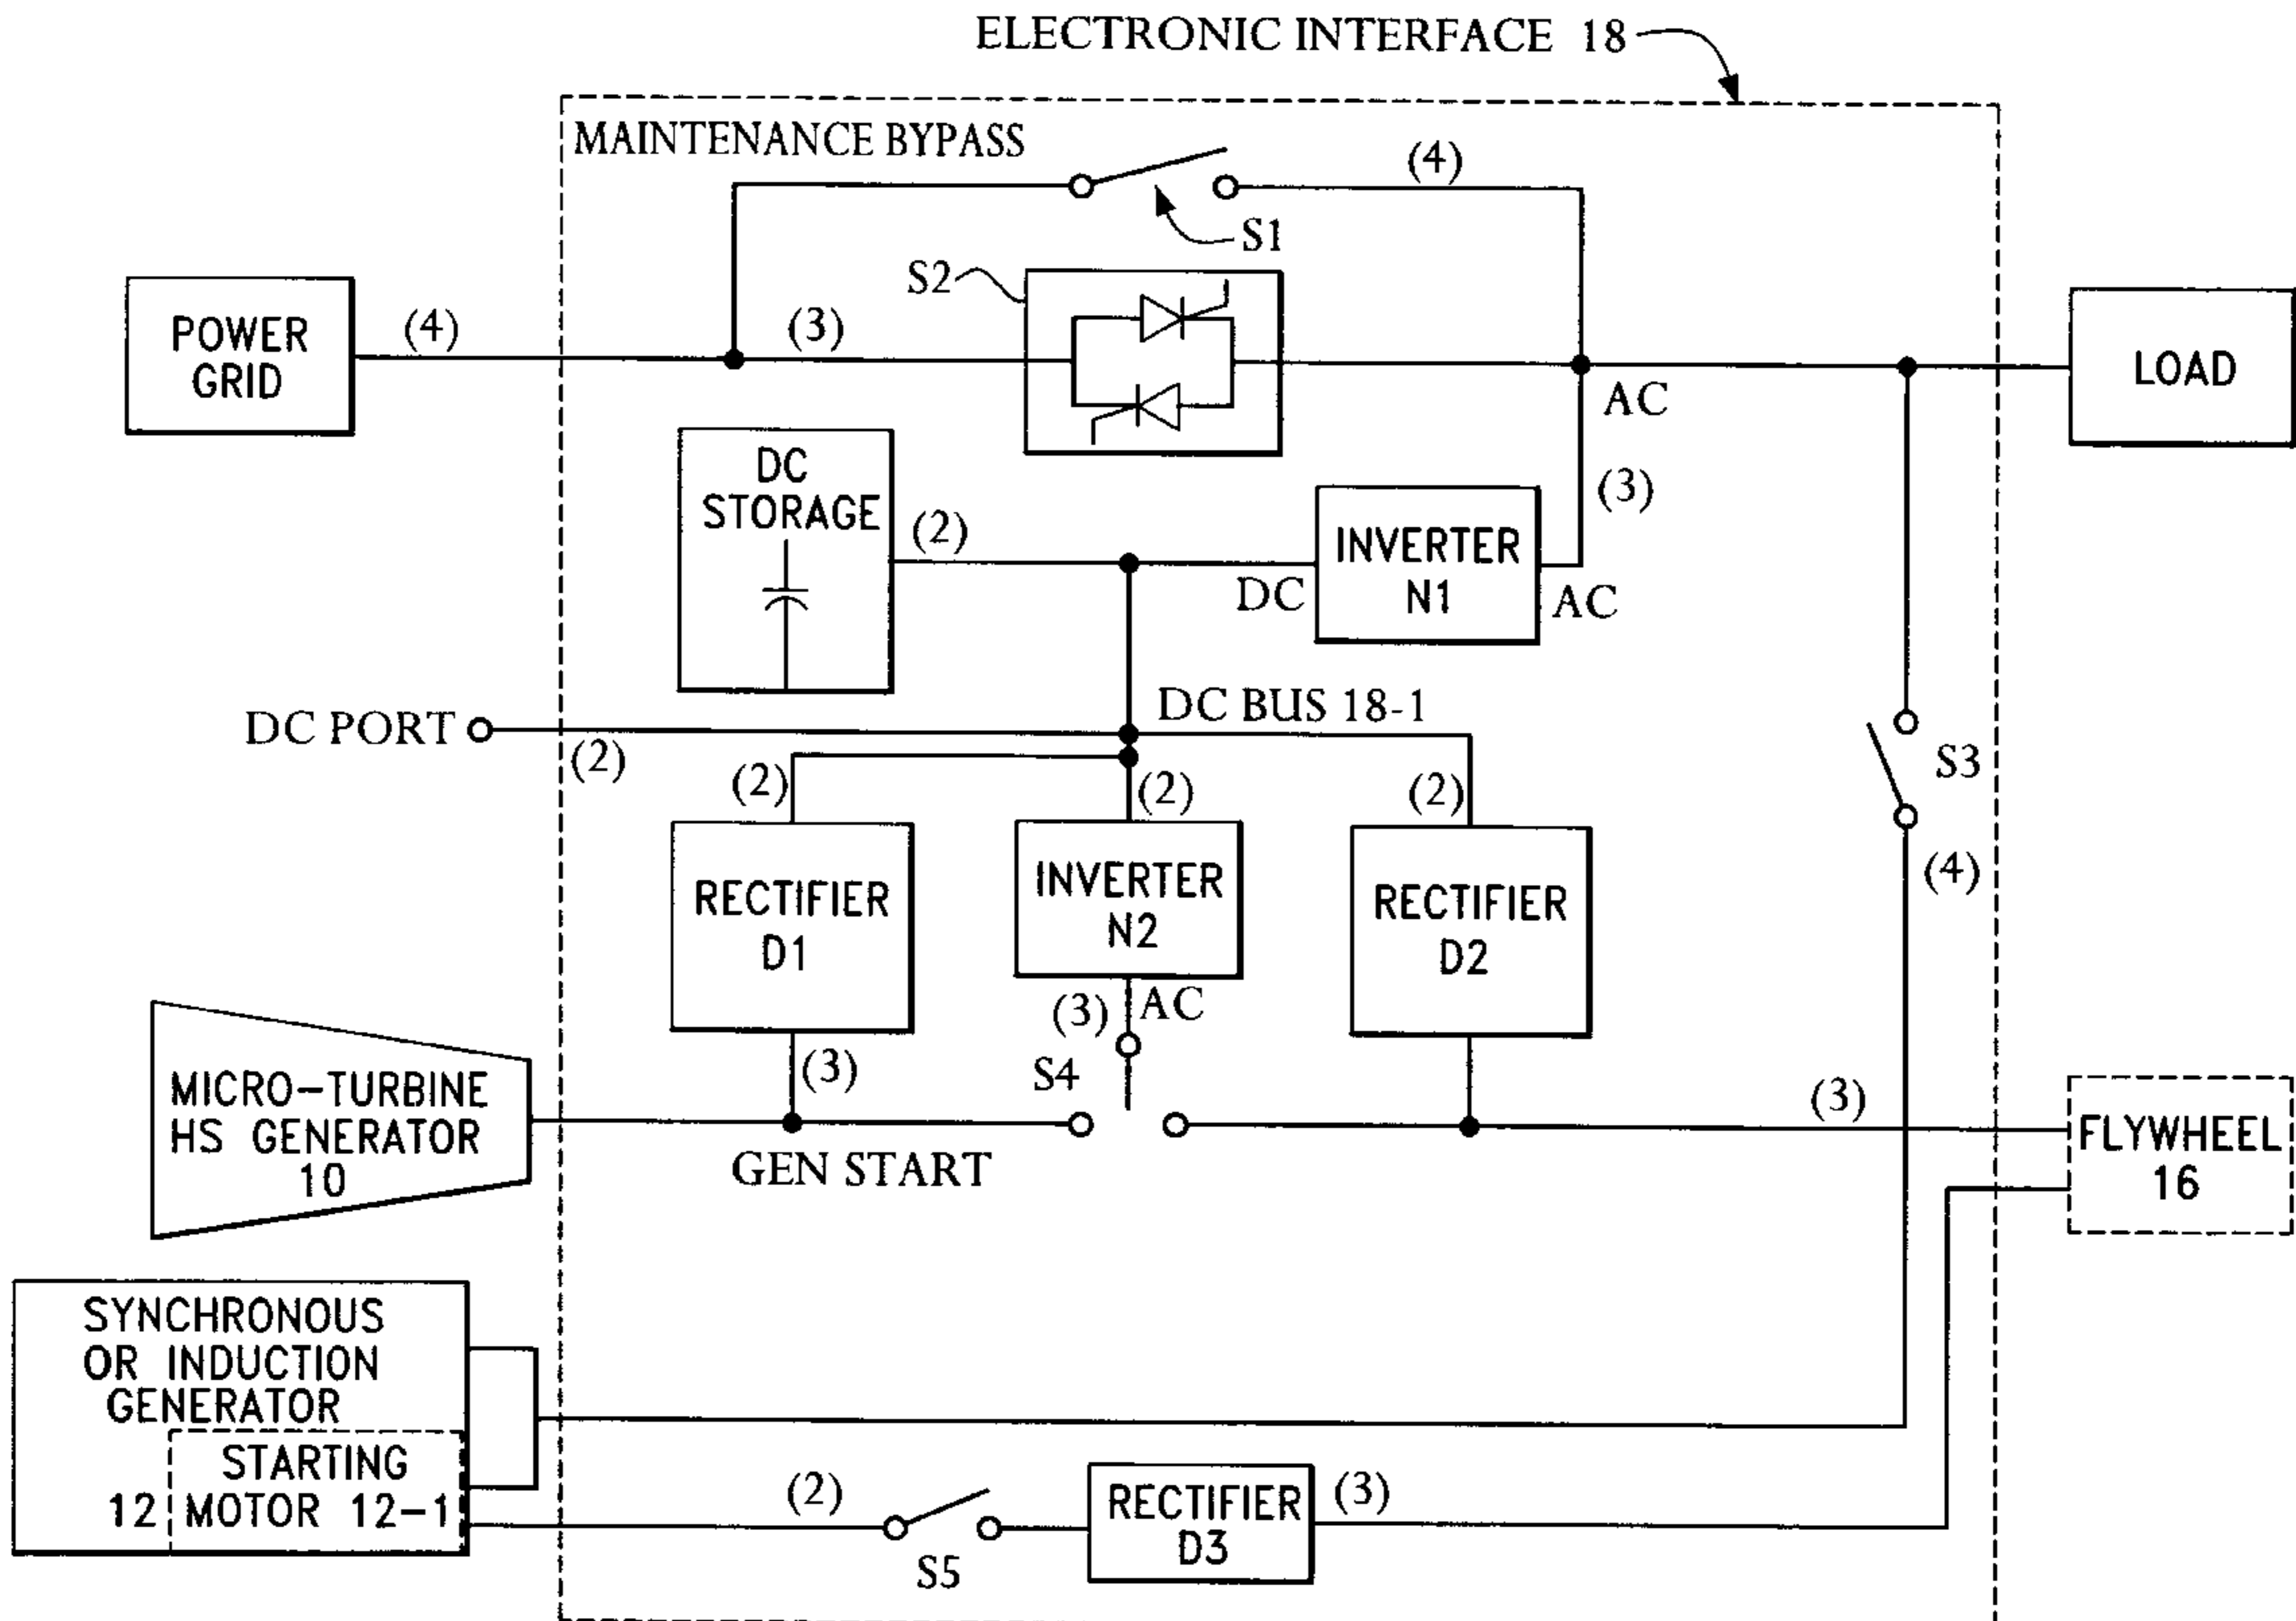 ELECTRONIC INTERFACE 18
MAINTENANCE BYPASS
(4)
S1
S2
POWER
GRID
(4)
(3)
LOAD
AC
DC
STORAGE
(2)
(3)
INVERTER
N1
DC
AC
DC PORT
(2)
DC BUS 18-1
S3
(2)
(2)
(2)
(4)
RECTIFIER
D1
INVERTER
N2
RECTIFIER
D2
(3)
AC
S4
(3)
(3)
MICRO-TURBINE
HS GENERATOR
10
GEN START
FLYWHEEL
16
SYNCHRONOUS
OR INDUCTION
GENERATOR
STARTING
12 MOTOR 12-1
(2)
S5
RECTIFIER
D3
(3)